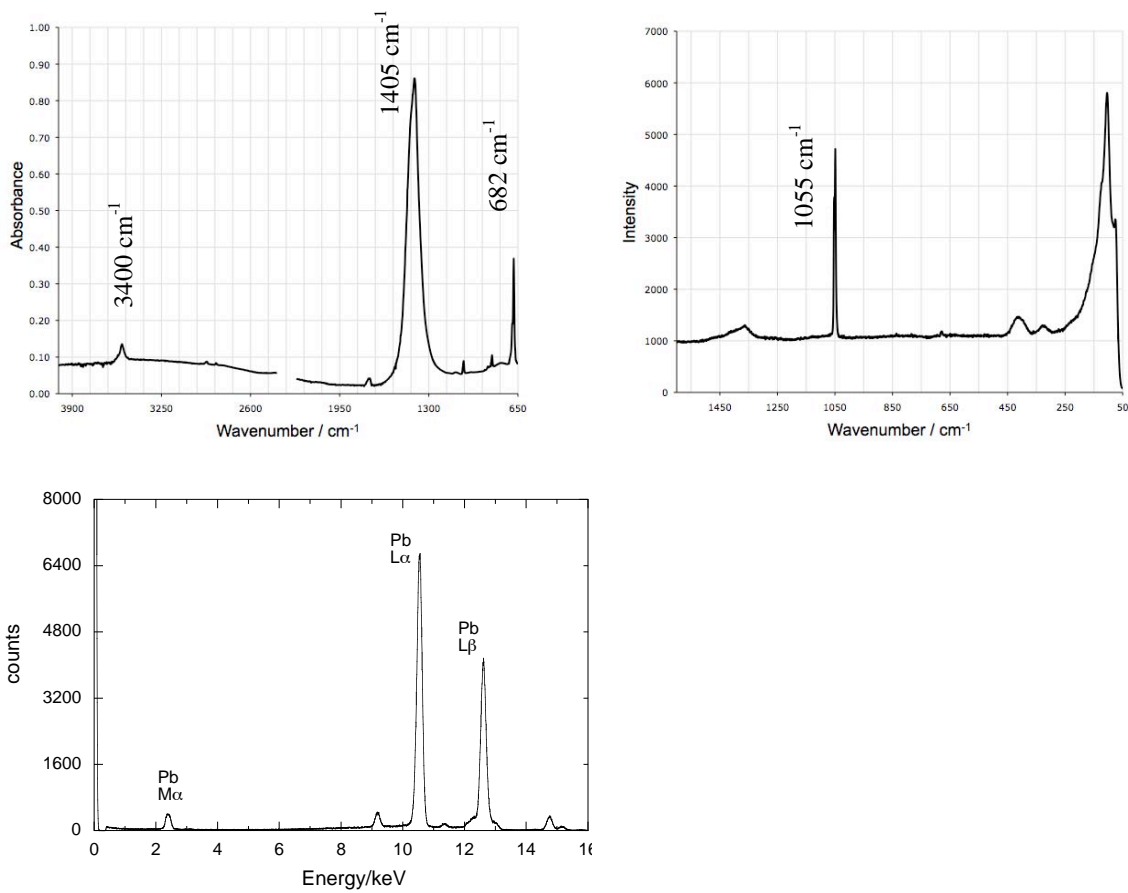 1.00
0.90
0.80
0.70
0.60
0.50
0.40
0.30
0.20
0.10
0.00
Absorbance
3400 cm-1
1405 cm-1
682 cm-1
3900 3250 2600 1950 1300 650
Wavenumber / cm-1
7000
6000
5000
4000
3000
2000
1000
0
Intensity
1055 cm-1
1450 1250 1050 850 650 450 250 50
Wavenumber / cm-1
8000
6400
4800
3200
1600
0
counts
Pb
Mα
Pb
Lα
Pb
Lβ
0 2 4 6 8 10 12 14 16
Energy/keV